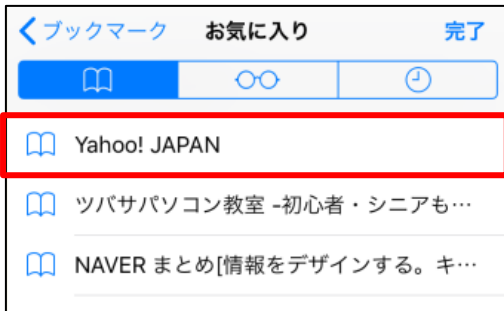 ブックマーク お気に入り 完了
Yahoo! JAPAN
ツバサパソコン教室 -初心者・シニアも…
NAVER まとめ[情報をデザインする。キ…